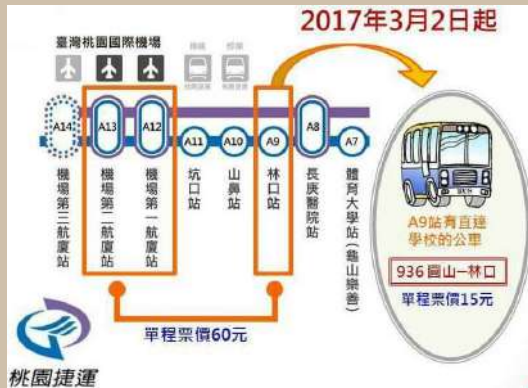 2017年3月2日起
臺灣桃園國際機場
A14
A13
A12
A11
A10
A9
A8
A7
機場第三航廈站
機場第二航廈站
機場第一航廈站
坑口站
山鼻站
林口站
長庚醫院站
體育大學站(龜山樂善)
A9站有直達
學校的公車
936圓山–林口
單程票價15元
單程票價60元
桃園捷運